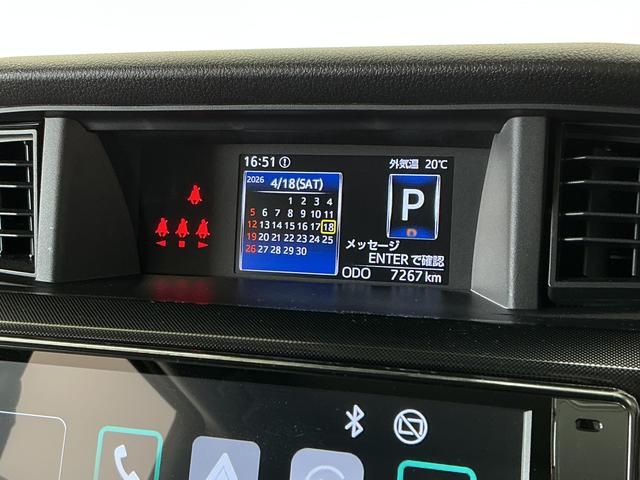 16:51 外気温 20℃
2026 4/18(SAT)
1 2 3 4
5 6 7 8 9 10 11
12 13 14 15 16 17 18
19 20 21 22 23 24 25
26 27 28 29 30
P
メッセージ
ENTERで確認
ODO 7267 km